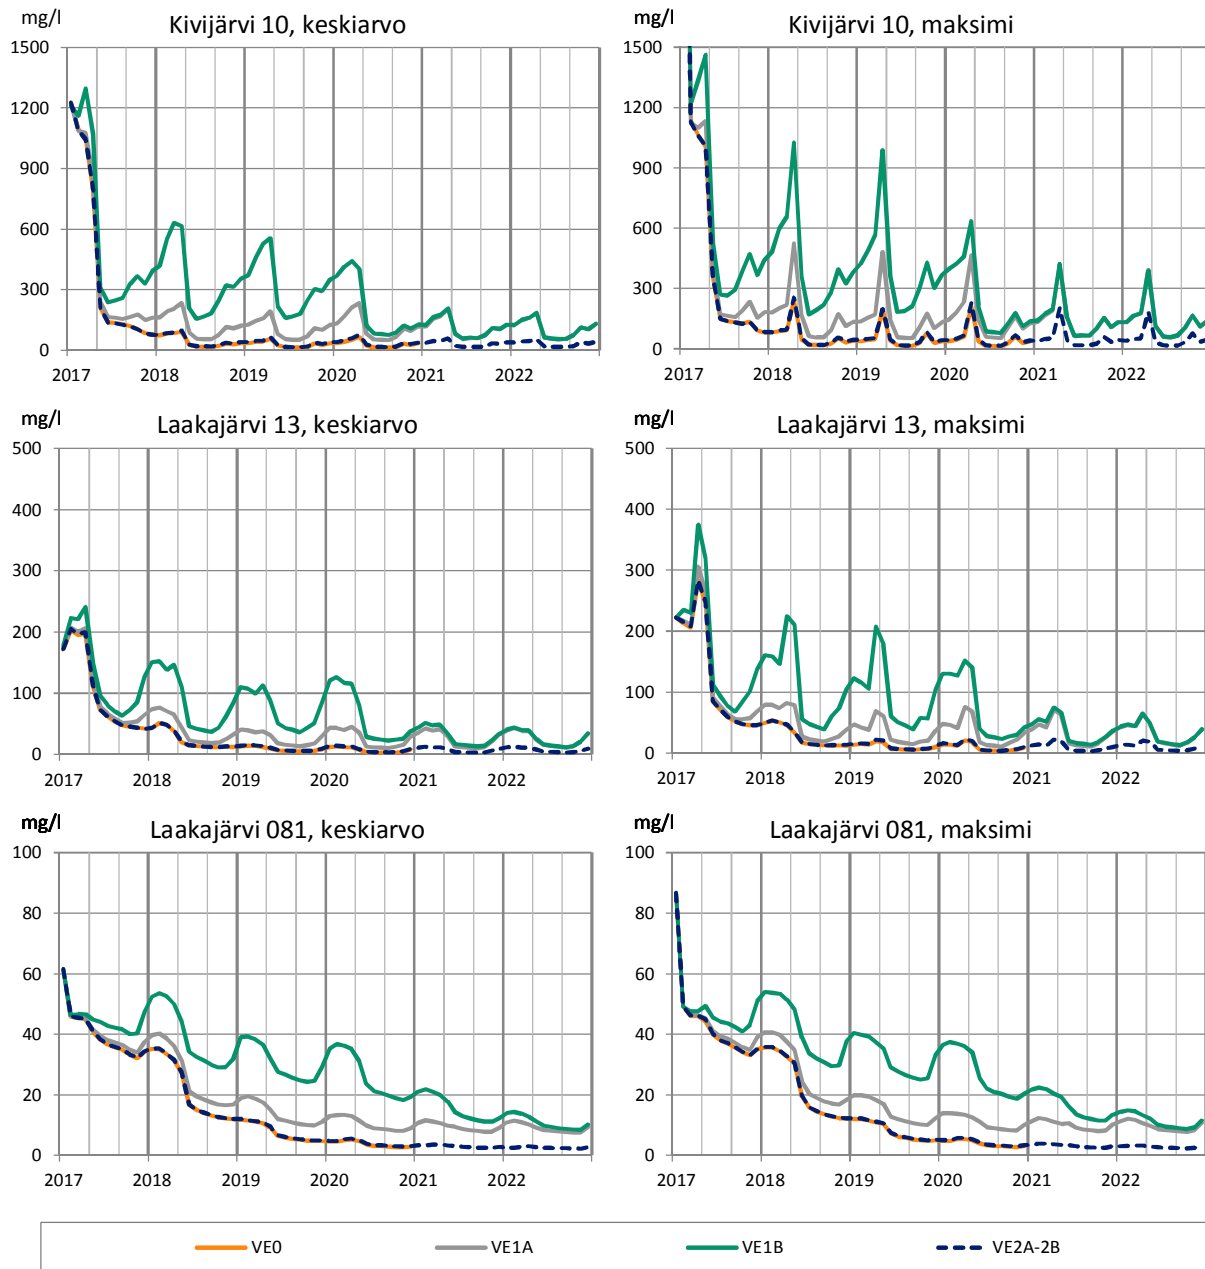 mg/l
Kivijärvi 10, keskiarvo
1500
1200
900
600
300
0
2017 2018 2019 2020 2021 2022
mg/l
Kivijärvi 10, maksimi
1500
1200
900
600
300
0
2017 2018 2019 2020 2021 2022
mg/l
Laakajärvi 13, keskiarvo
500
400
300
200
100
0
2017 2018 2019 2020 2021 2022
mg/l
Laakajärvi 13, maksimi
500
400
300
200
100
0
2017 2018 2019 2020 2021 2022
mg/l
Laakajärvi 081, keskiarvo
100
80
60
40
20
0
2017 2018 2019 2020 2021 2022
mg/l
Laakajärvi 081, maksimi
100
80
60
40
20
0
2017 2018 2019 2020 2021 2022
VE0 VE1A VE1B VE2A-2B